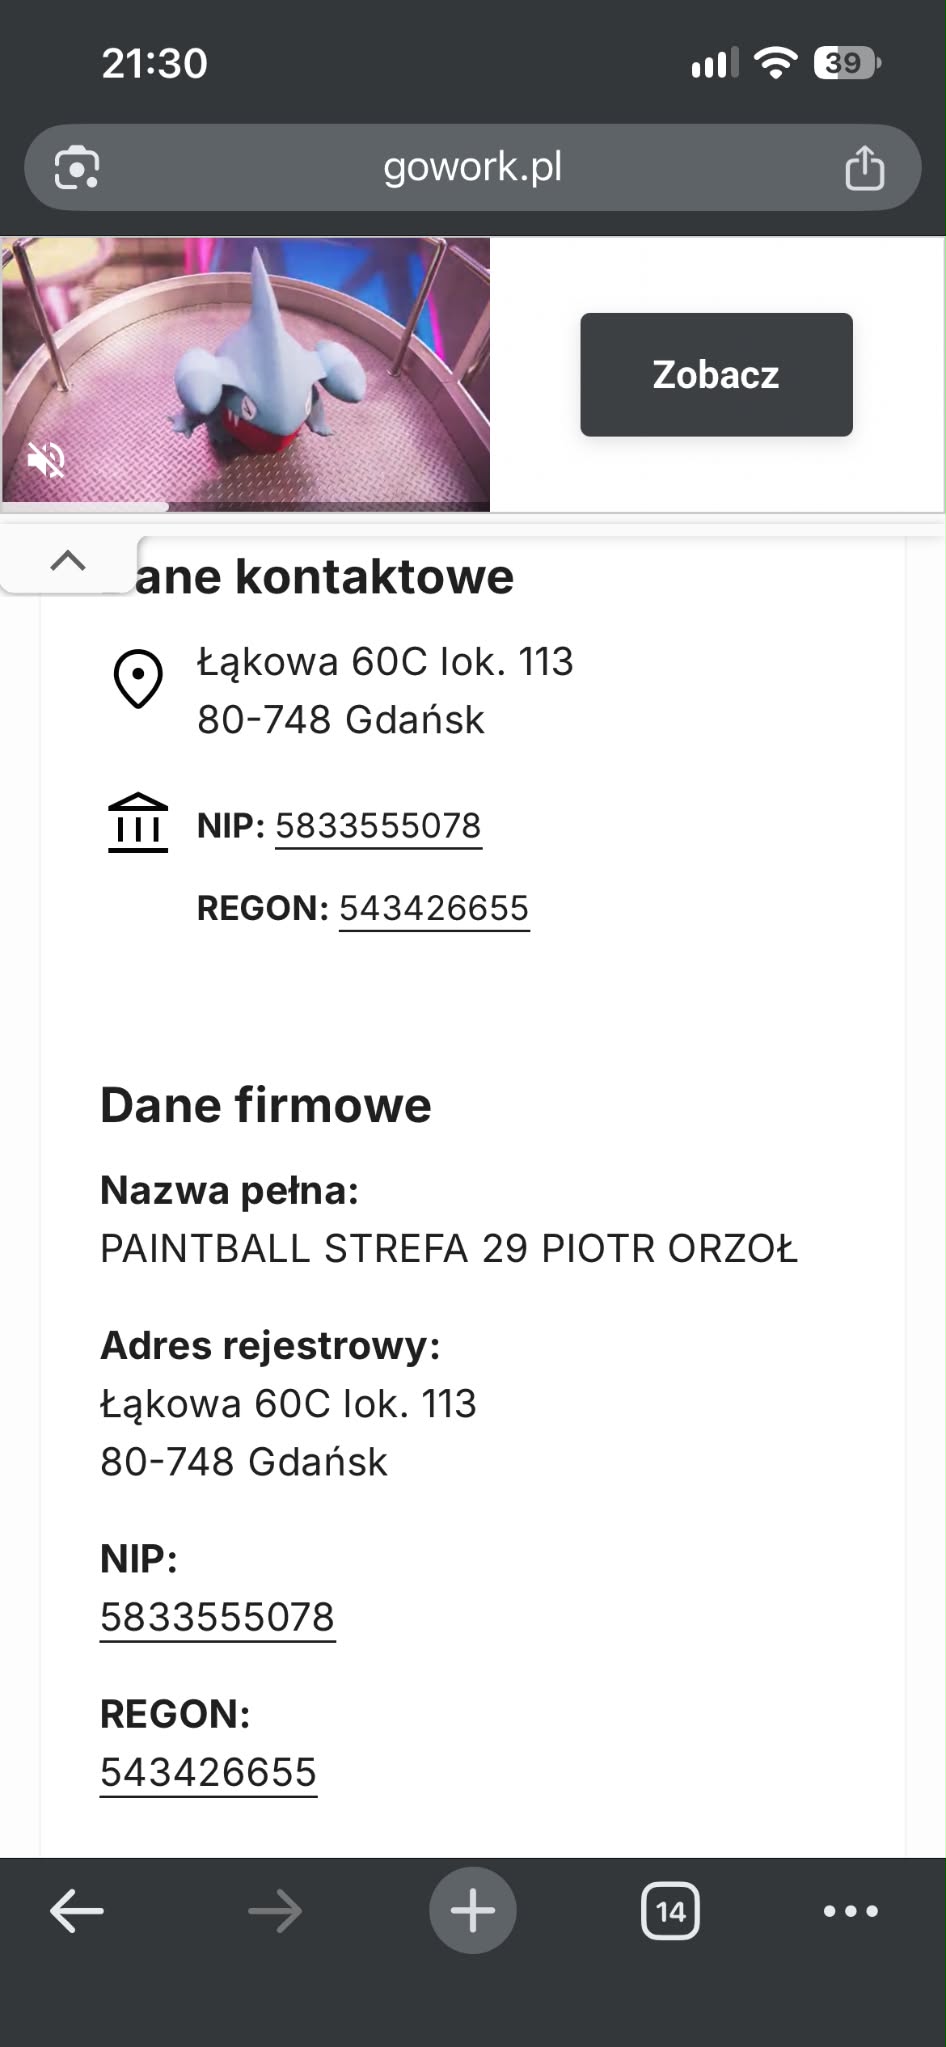 21:30
39
gowork.pl
Zobacz
ane kontaktowe
Łąkowa 60C lok. 113
80-748 Gdańsk
NIP: 5833555078
REGON: 543426655
Dane firmowe
Nazwa pełna:
PAINTBALL STREFA 29 PIOTR ORZOŁ
Adres rejestrowy:
Łąkowa 60C lok. 113
80-748 Gdańsk
NIP:
5833555078
REGON:
543426655
14